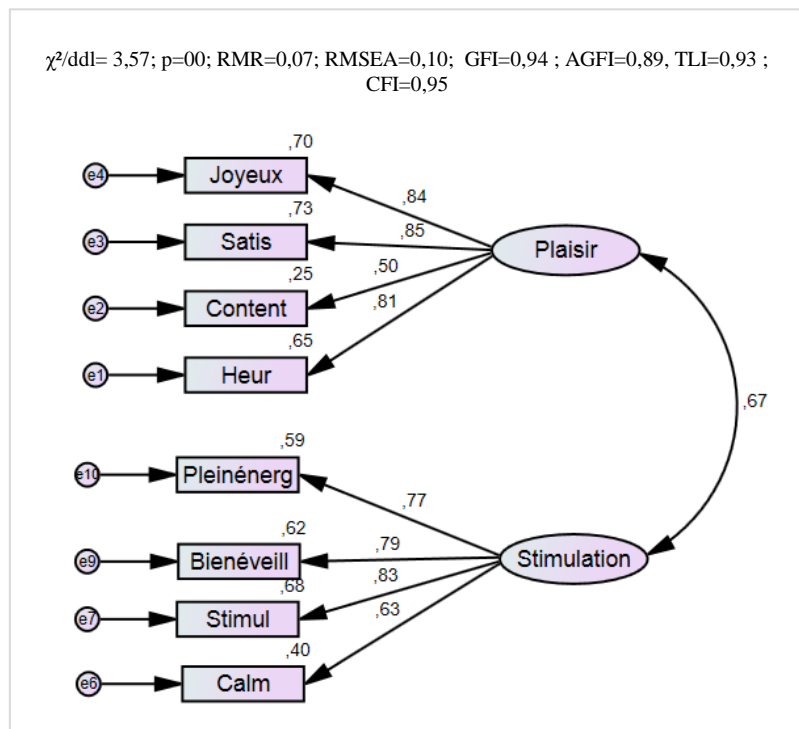 χ²/ddl= 3,57; p=00; RMR=0,07; RMSEA=0,10; GFI=0,94 ; AGFI=0,89, TLI=0,93 ;
CFI=0,95
,70
e4
Joyeux
,84
,73
e3
Satis
,85
Plaisir
,25
e2
Content
,50
,65
e1
Heur
,81
,67
,59
e10
Pleinénerg
,77
,62
e9
Bienéveill
,79
Stimulation
,68
e7
Stimul
,83
,40
e6
Calm
,63